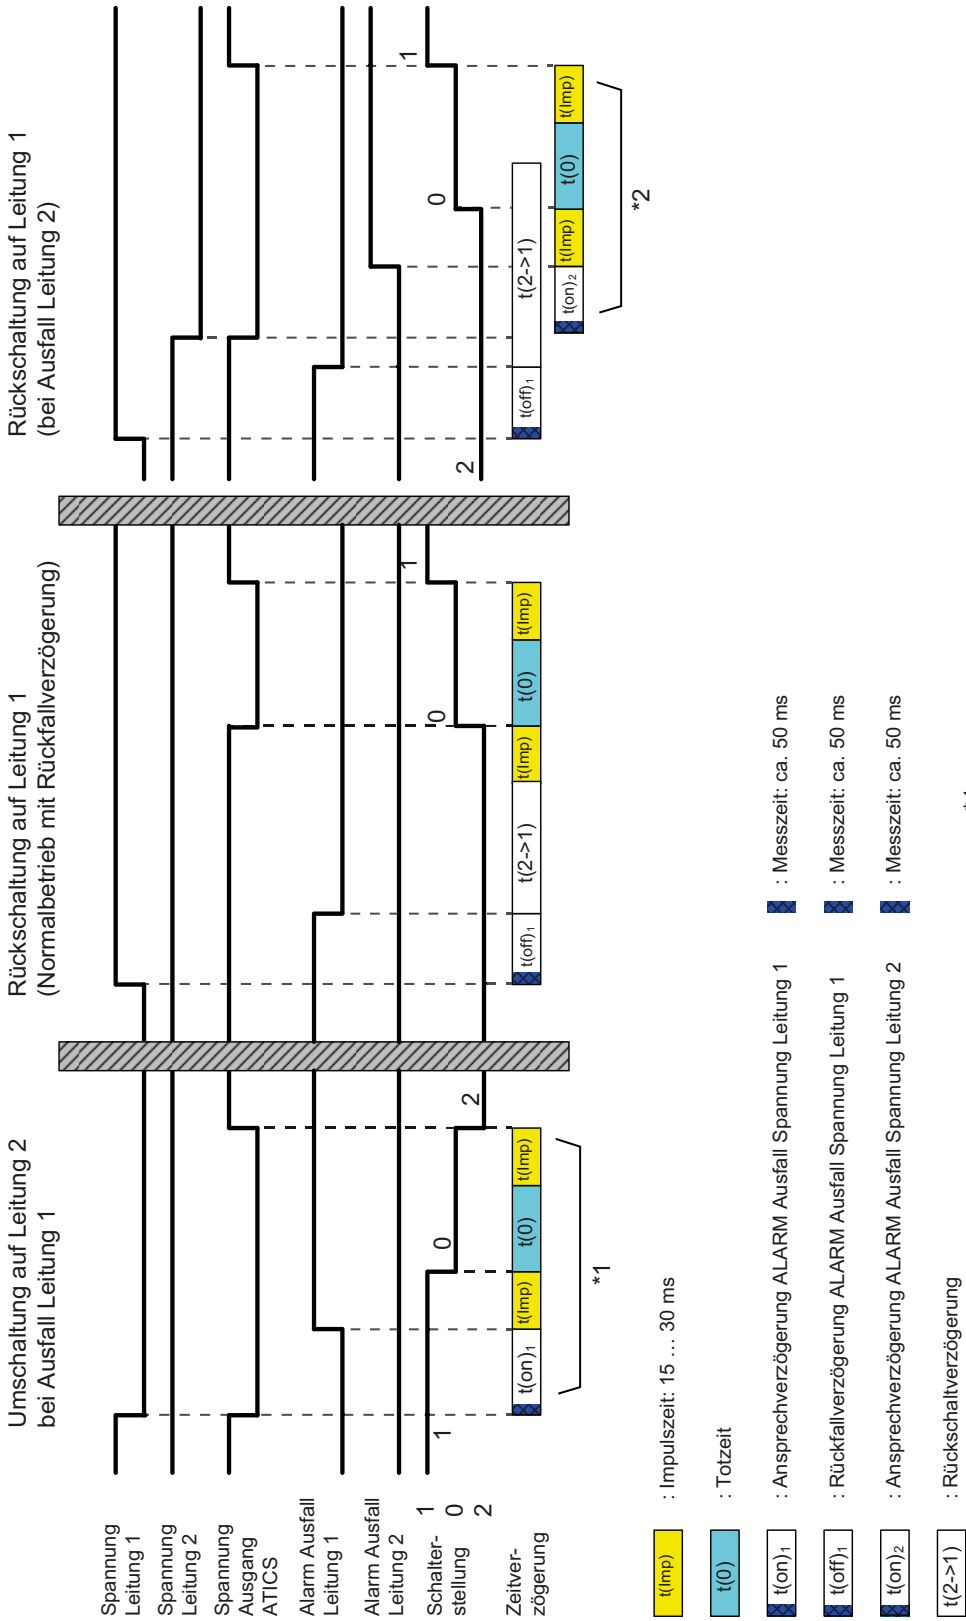 Umschaltung auf Leitung 2
bei Ausfall Leitung 1
Rückschaltung auf Leitung 1
(Normalbetrieb mit Rückfallverzögerung)
Rückschaltung auf Leitung 1
(bei Ausfall Leitung 2)
Spannung
Leitung 1
Spannung
Leitung 2
Spannung
Ausgang
ATICS
Alarm Ausfall
Leitung 1
Alarm Ausfall
Leitung 2
Schalter-
stellung
1
0
2
1
0
2
0
1
2
0
1
Zeitver-
zögerung
t(on)₁
t(Imp)
t(0)
t(Imp)
t(off)₁
t(2->1)
t(Imp)
t(0)
t(Imp)
t(off)₁
t(2->1)
t(on)₂
t(Imp)
t(0)
t(Imp)
*1
*2
t(Imp) : Impulszeit: 15 ... 30 ms
t(0) : Totzeit
t(on)₁ : Ansprechverzögerung ALARM Ausfall Spannung Leitung 1 : Messzeit: ca. 50 ms
t(off)₁ : Rückfallverzögerung ALARM Ausfall Spannung Leitung 1 : Messzeit: ca. 50 ms
t(on)₂ : Ansprechverzögerung ALARM Ausfall Spannung Leitung 2 : Messzeit: ca. 50 ms
t(2->1) : Rückschaltverzögerung